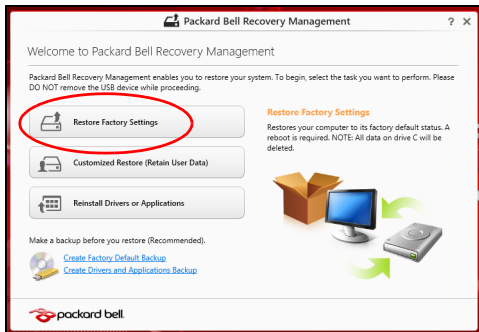 Packard Bell Recovery Management
? X
Welcome to Packard Bell Recovery Management
Packard Bell Recovery Management enables you to restore your system. To begin, select the task you want to perform. Please
DO NOT remove the USB device while proceeding.
Restore Factory Settings
Customized Restore (Retain User Data)
Reinstall Drivers or Applications
Restore Factory Settings
Restores your computer to its factory default status. A
reboot is required. NOTE: All data on drive C will be
deleted.
Make a backup before you restore (Recommended).
Create Factory Default Backup
Create Drivers and Applications Backup
packard bell